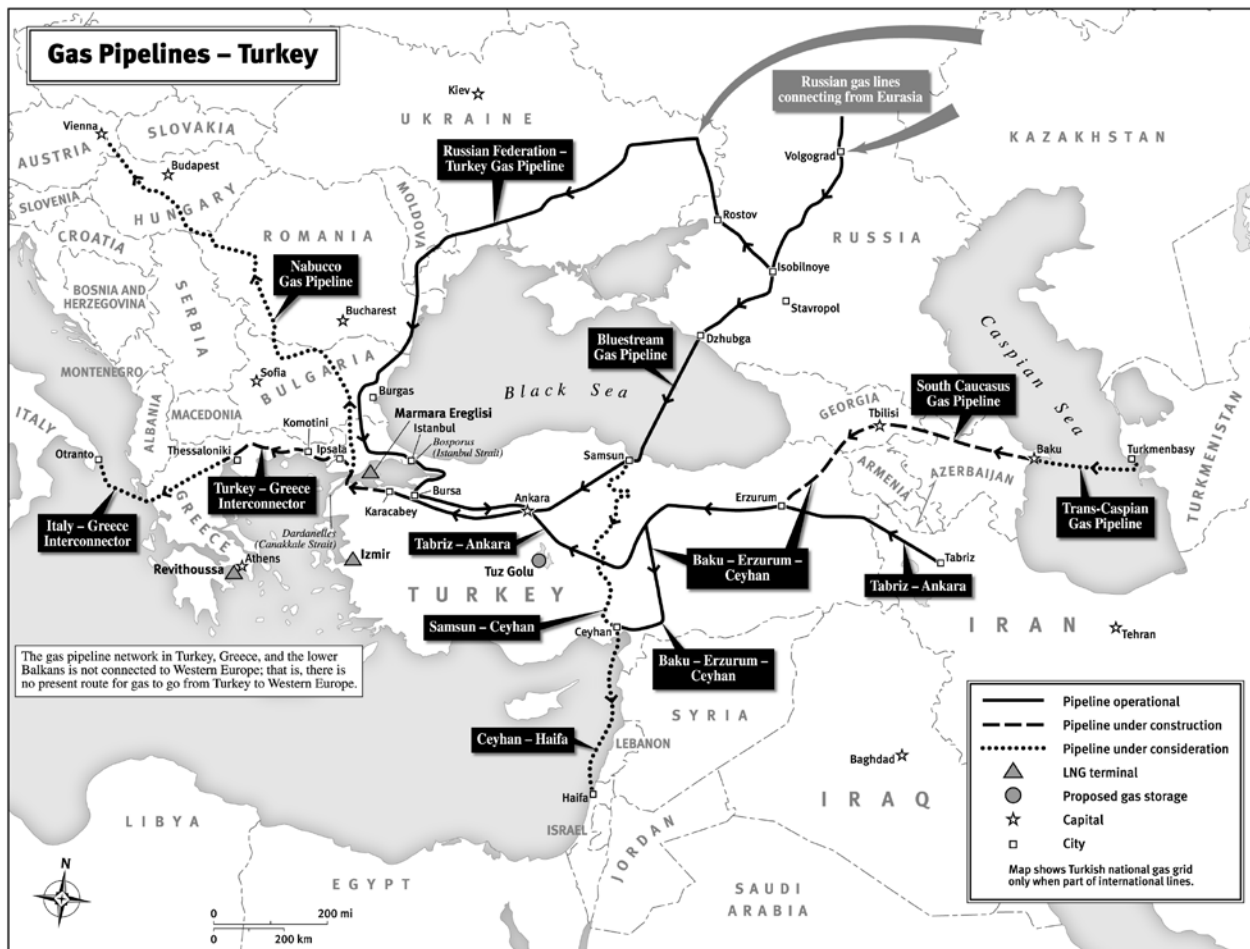 Gas Pipelines – Turkey
Kiev
UKRAINE
Russian gas lines
connecting from Eurasia
KAZAKHSTAN
Vienna
SLOVAKIA
AUSTRIA
Budapest
Russian Federation –
Turkey Gas Pipeline
Volgograd
SLOVENIA
HUNGARY
MOLDOVA
Rostov
CROATIA
ROMANIA
RUSSIA
Nabucco
Gas Pipeline
Isobilnoye
BOSNIA AND
HERZEGOVINA
SERBIA
Stavropol
Bucharest
Dzhubga
Caspian Sea
Bluestream
Gas Pipeline
MONTENEGRO
Sofia
BULGARIA
Black Sea
South Caucasus
Gas Pipeline
ITALY
ALBANIA
MACEDONIA
Burgas
GEORGIA
Tbilisi
Marmara Ereglisi
Istanbul
Komotini
Bosporus
(Istanbul Strait)
Otranto
Thessaloniki
Ipsala
Samsun
Baku
Turkmenbasy
ARMENIA
AZERBAIJAN
TURKMENISTAN
Turkey – Greece
Interconnector
Bursa
Karacabey
Ankara
Erzurum
Trans-Caspian
Gas Pipeline
Italy – Greece
Interconnector
GREECE
Dardanelles
(Canakkale Strait)
Tabriz – Ankara
Athens
Izmir
Revithoussa
Tuz Golu
Baku – Erzurum –
Ceyhan
Tabriz
Tabriz – Ankara
TURKEY
Samsun – Ceyhan
Ceyhan
IRAN
Tehran
The gas pipeline network in Turkey, Greece, and the lower
Balkans is not connected to Western Europe; that is, there is
no present route for gas to go from Turkey to Western Europe.
Baku – Erzurum –
Ceyhan
SYRIA
Ceyhan – Haifa
LEBANON
Baghdad
Haifa
IRAQ
LIBYA
ISRAEL
JORDAN
EGYPT
SAUDI
ARABIA
N
0 200 mi
0 200 km
Pipeline operational
Pipeline under construction
Pipeline under consideration
LNG terminal
Proposed gas storage
Capital
City
Map shows Turkish national gas grid
only when part of international lines.